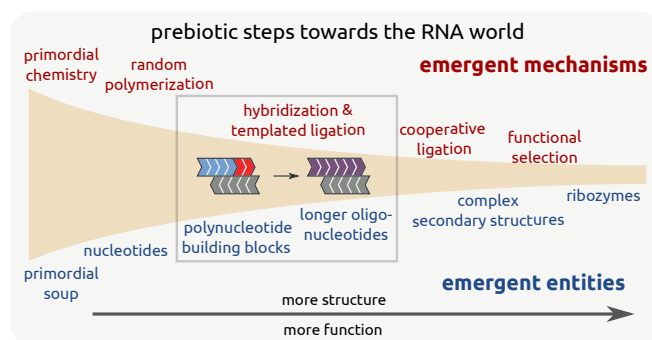 prebiotic steps towards the RNA world
emergent mechanisms
primordial
chemistry
random
polymerization
hybridization &
templated ligation
cooperative
ligation
functional
selection
ribozymes
complex
secondary structures
longer oligo-
nucleotides
polynucleotide
building blocks
nucleotides
primordial
soup
emergent entities
more structure
more function